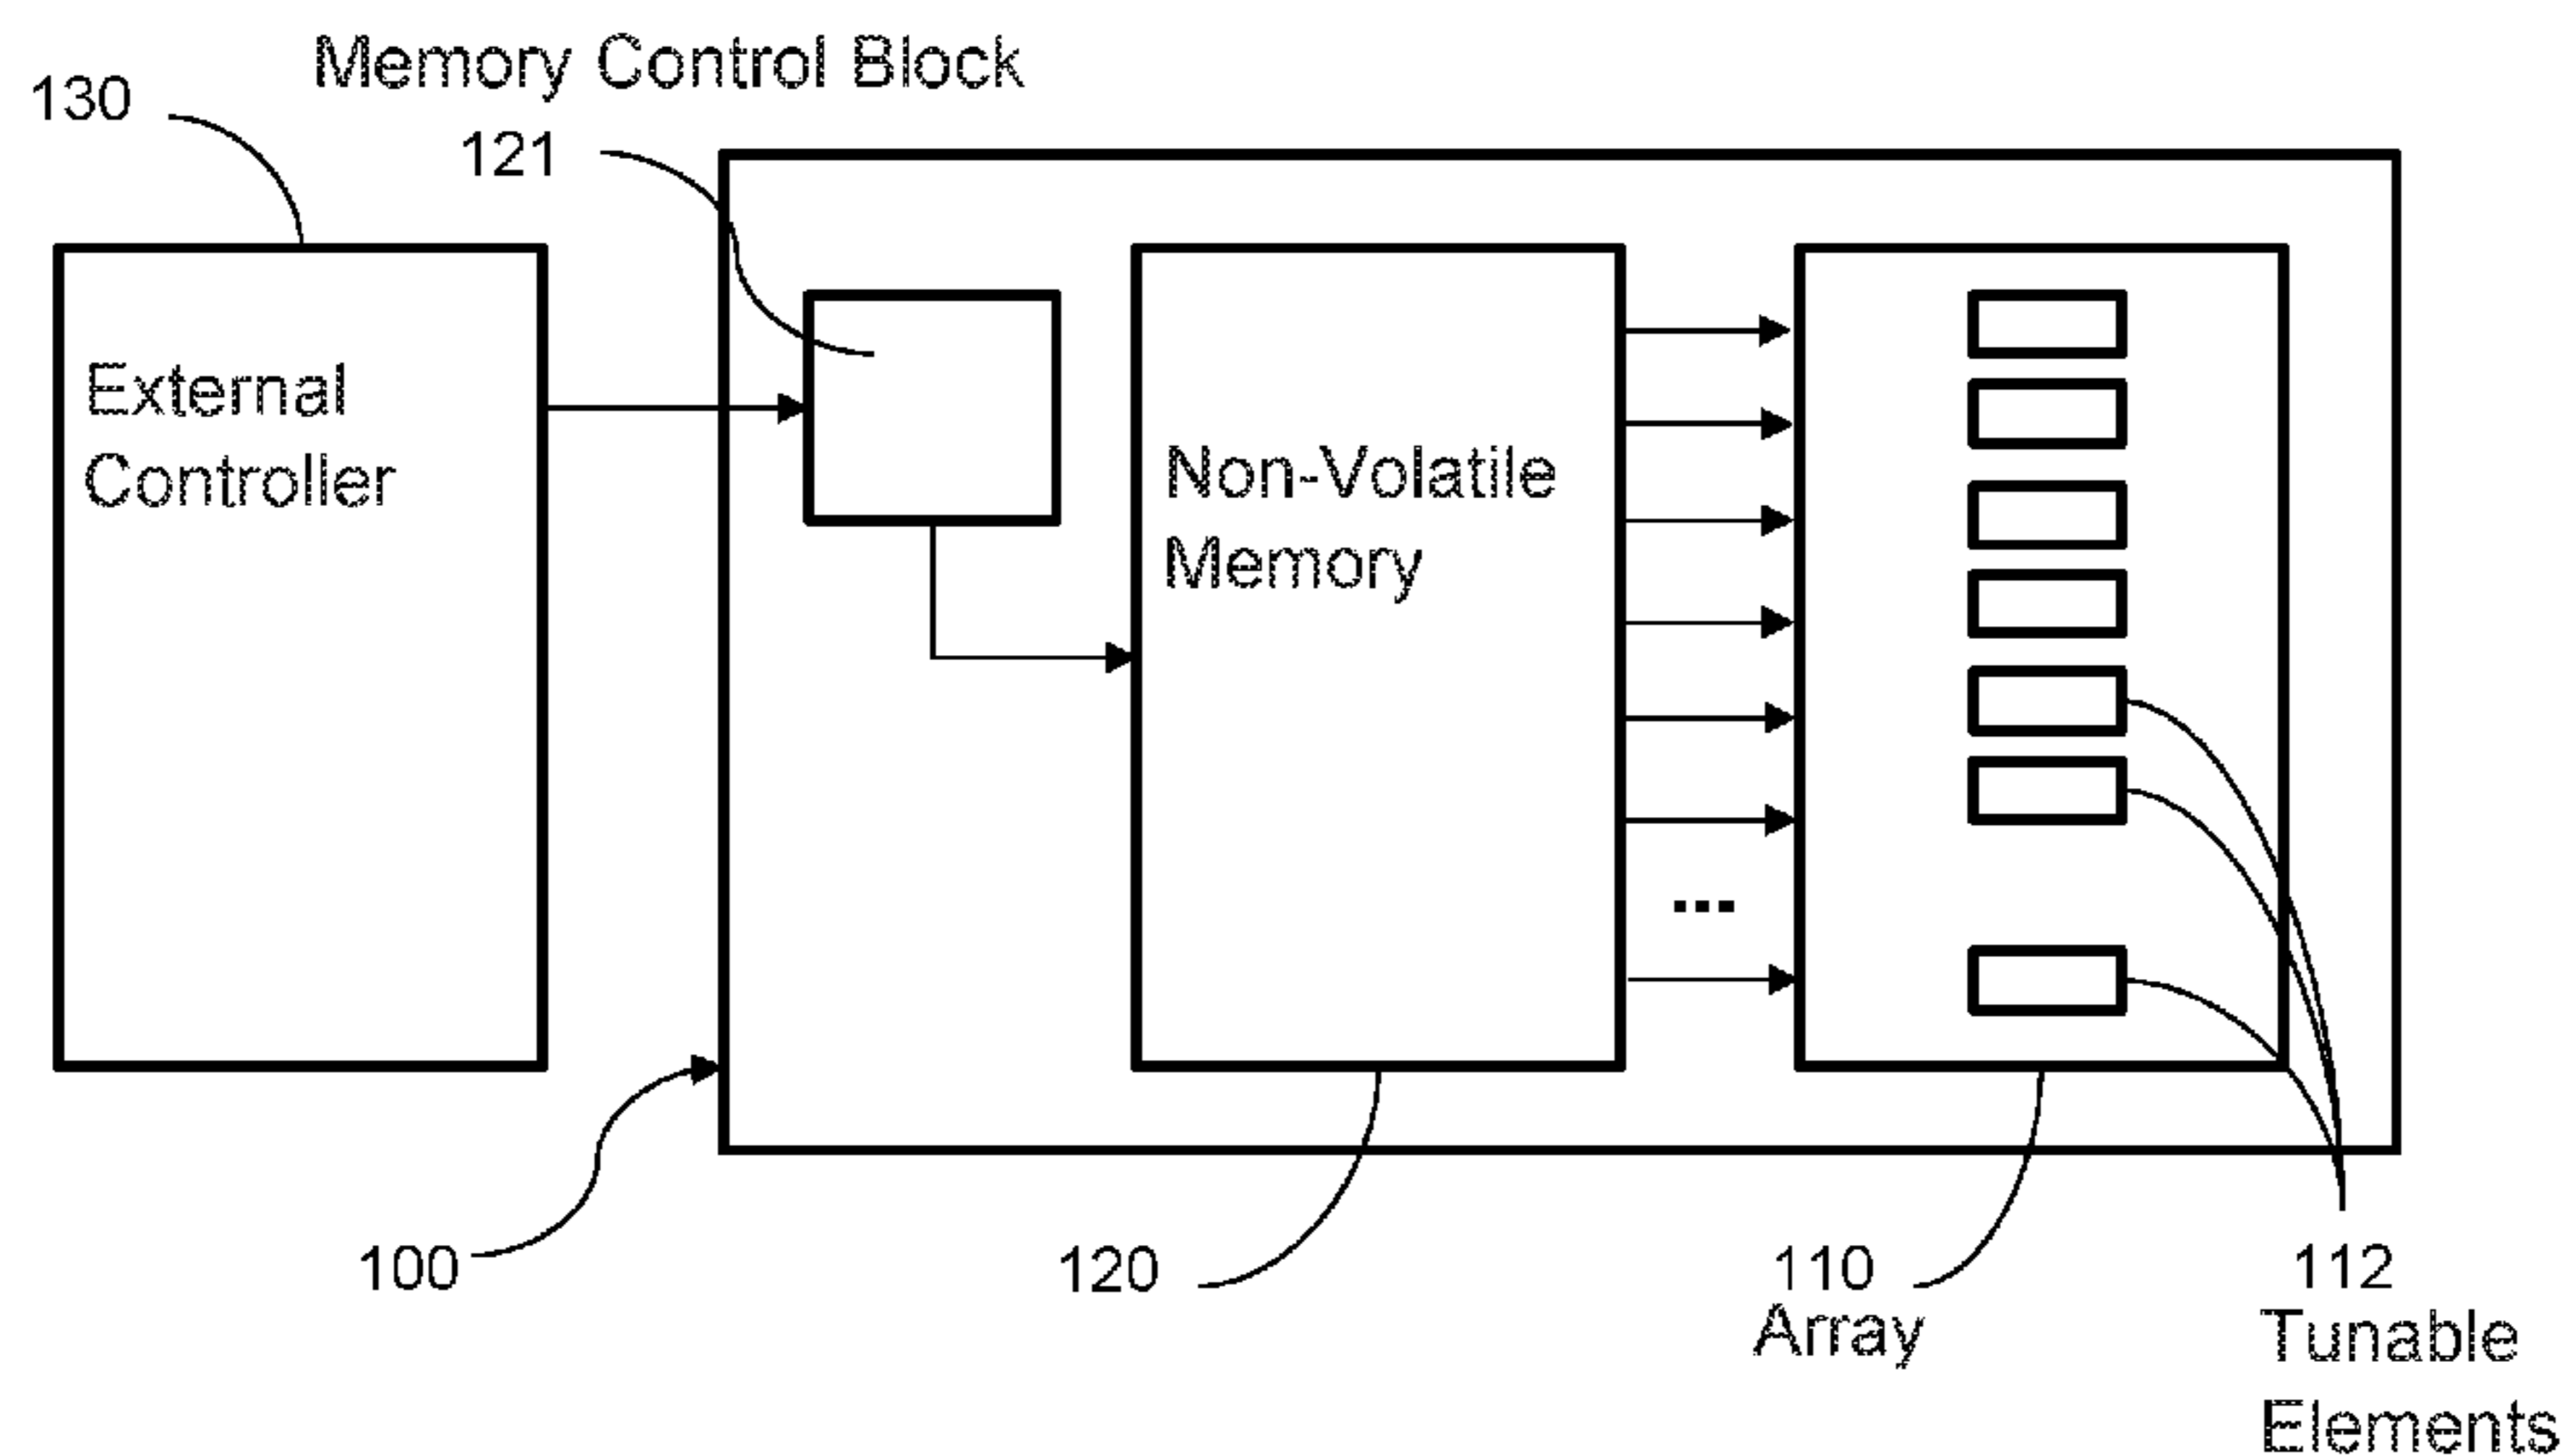 Memory Control Block
130
121
External
Controller
Non-Volatile
Memory
...
100
120
110
Array
112
Tunable
Elements